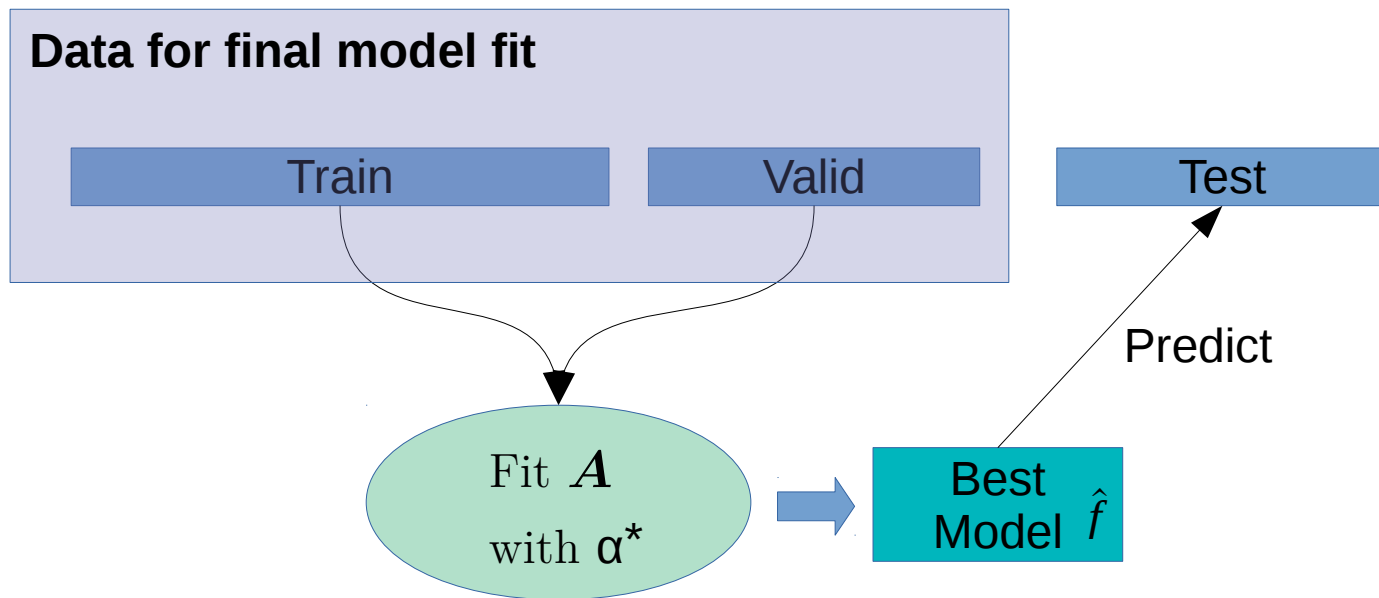 Data for final model fit
Train
Valid
Test
Predict
Fit A
with α*
Best
Model f̂